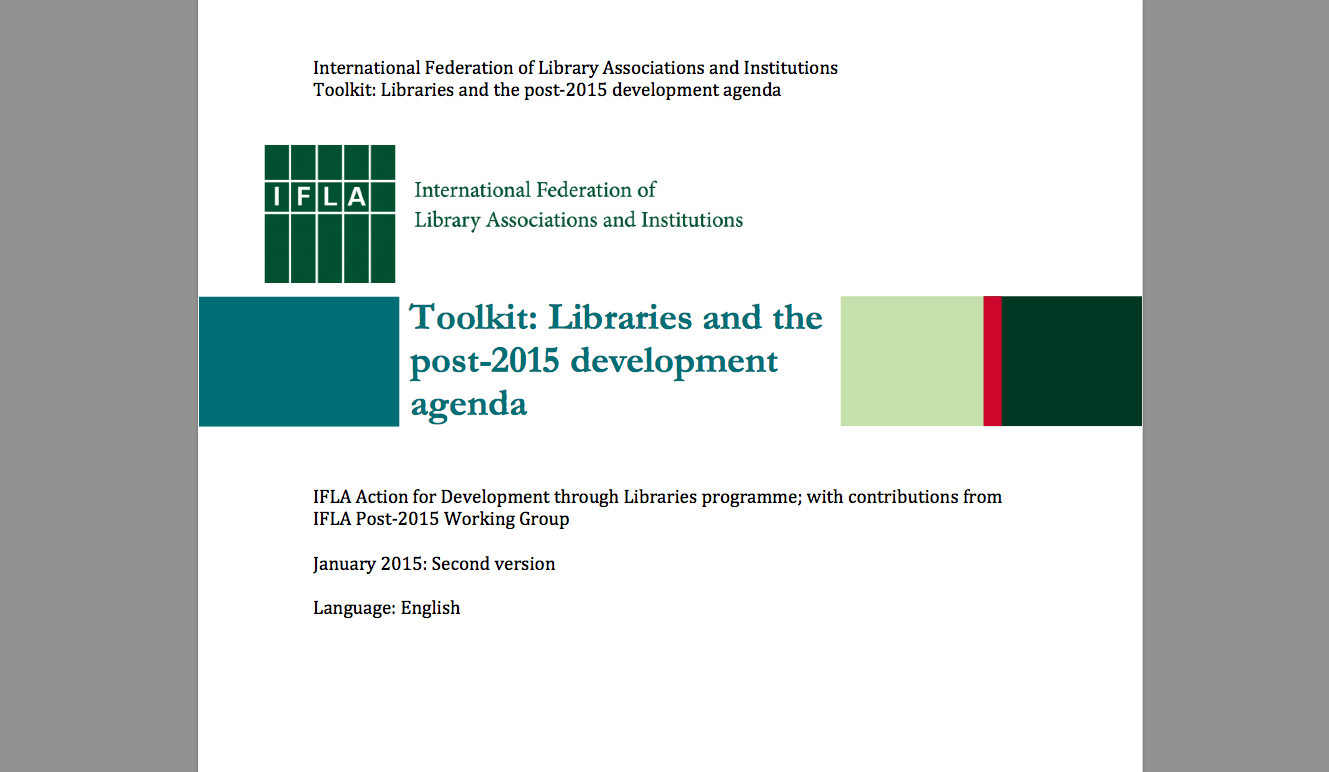 International Federation of Library Associations and Institutions
Toolkit: Libraries and the post-2015 development agenda
IFLA
International Federation of
Library Associations and Institutions
Toolkit: Libraries and the
post-2015 development
agenda
IFLA Action for Development through Libraries programme; with contributions from
IFLA Post-2015 Working Group
January 2015: Second version
Language: English